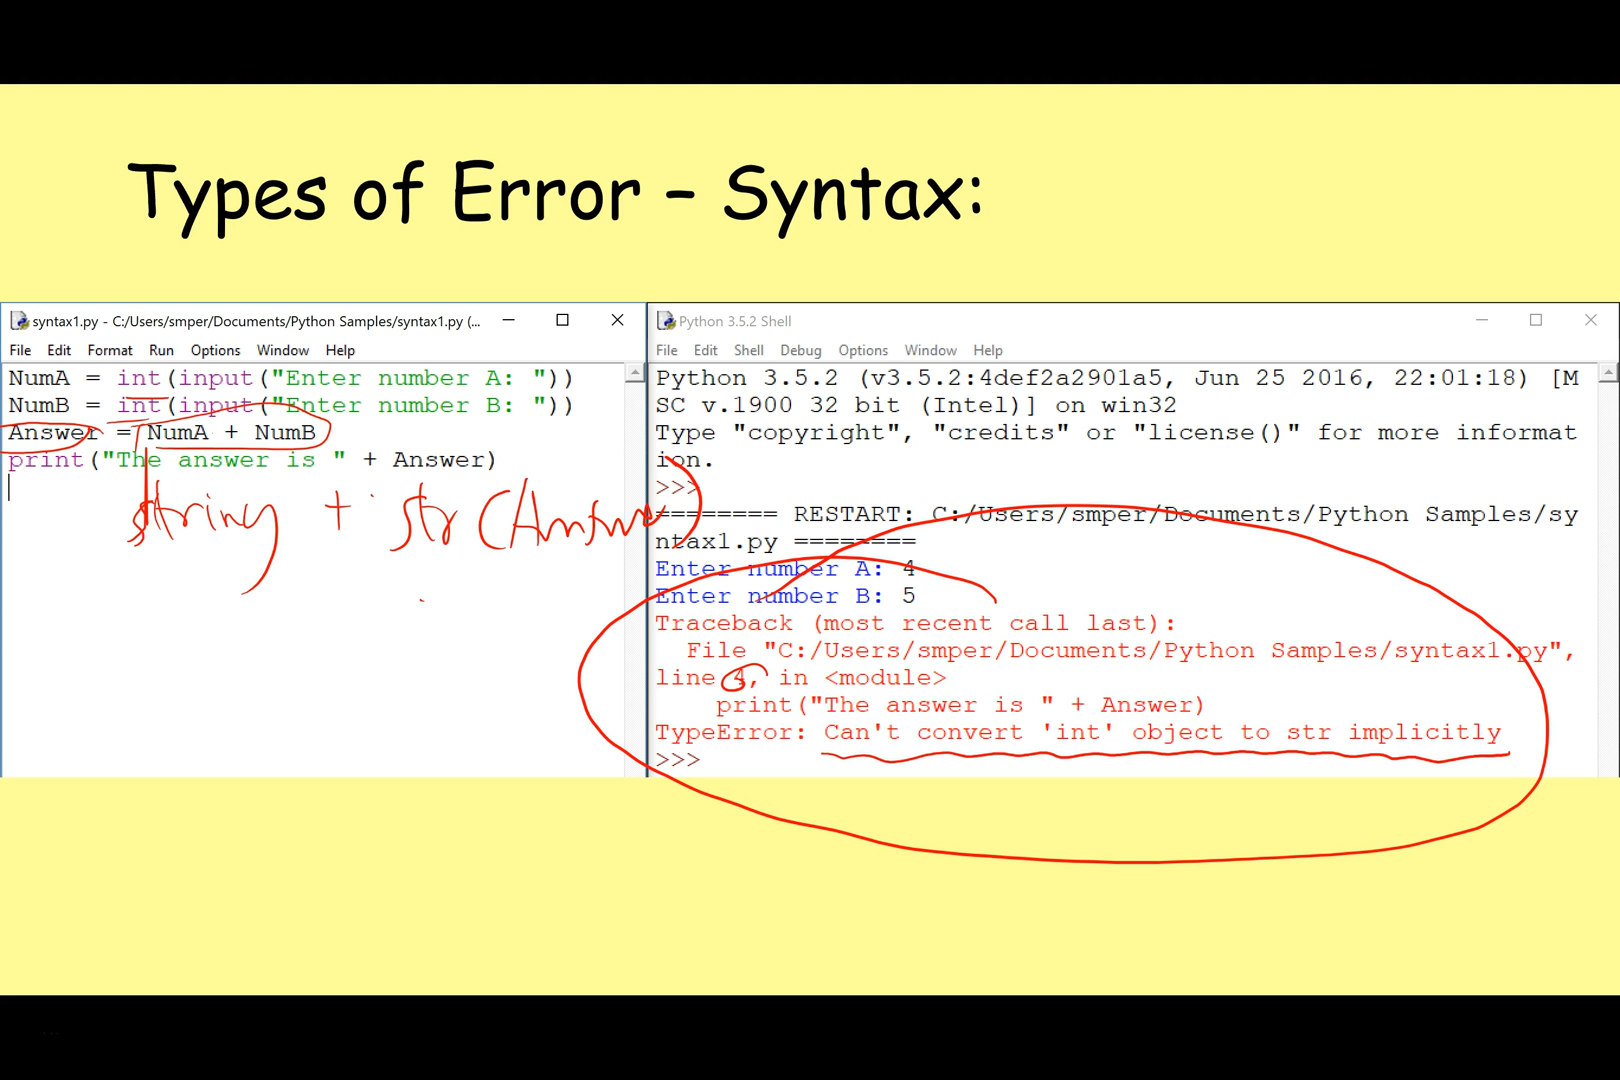 Types of Error – Syntax:
syntax1.py - C:/Users/smper/Documents/Python Samples/syntax1.py (...
File Edit Format Run Options Window Help
NumA = int(input("Enter number A: "))
NumB = int(input("Enter number B: "))
Answer = NumA + NumB
print("The answer is " + Answer)
string + str (Answer)
Python 3.5.2 Shell
File Edit Shell Debug Options Window Help
Python 3.5.2 (v3.5.2:4def2a2901a5, Jun 25 2016, 22:01:18) [M
SC v.1900 32 bit (Intel)] on win32
Type "copyright", "credits" or "license()" for more informat
ion.
>>>
======== RESTART: C:/Users/smper/Documents/Python Samples/sy
ntax1.py ========
Enter number A: 4
Enter number B: 5
Traceback (most recent call last):
  File "C:/Users/smper/Documents/Python Samples/syntax1.py",
line 4, in <module>
    print("The answer is " + Answer)
TypeError: Can't convert 'int' object to str implicitly
>>>